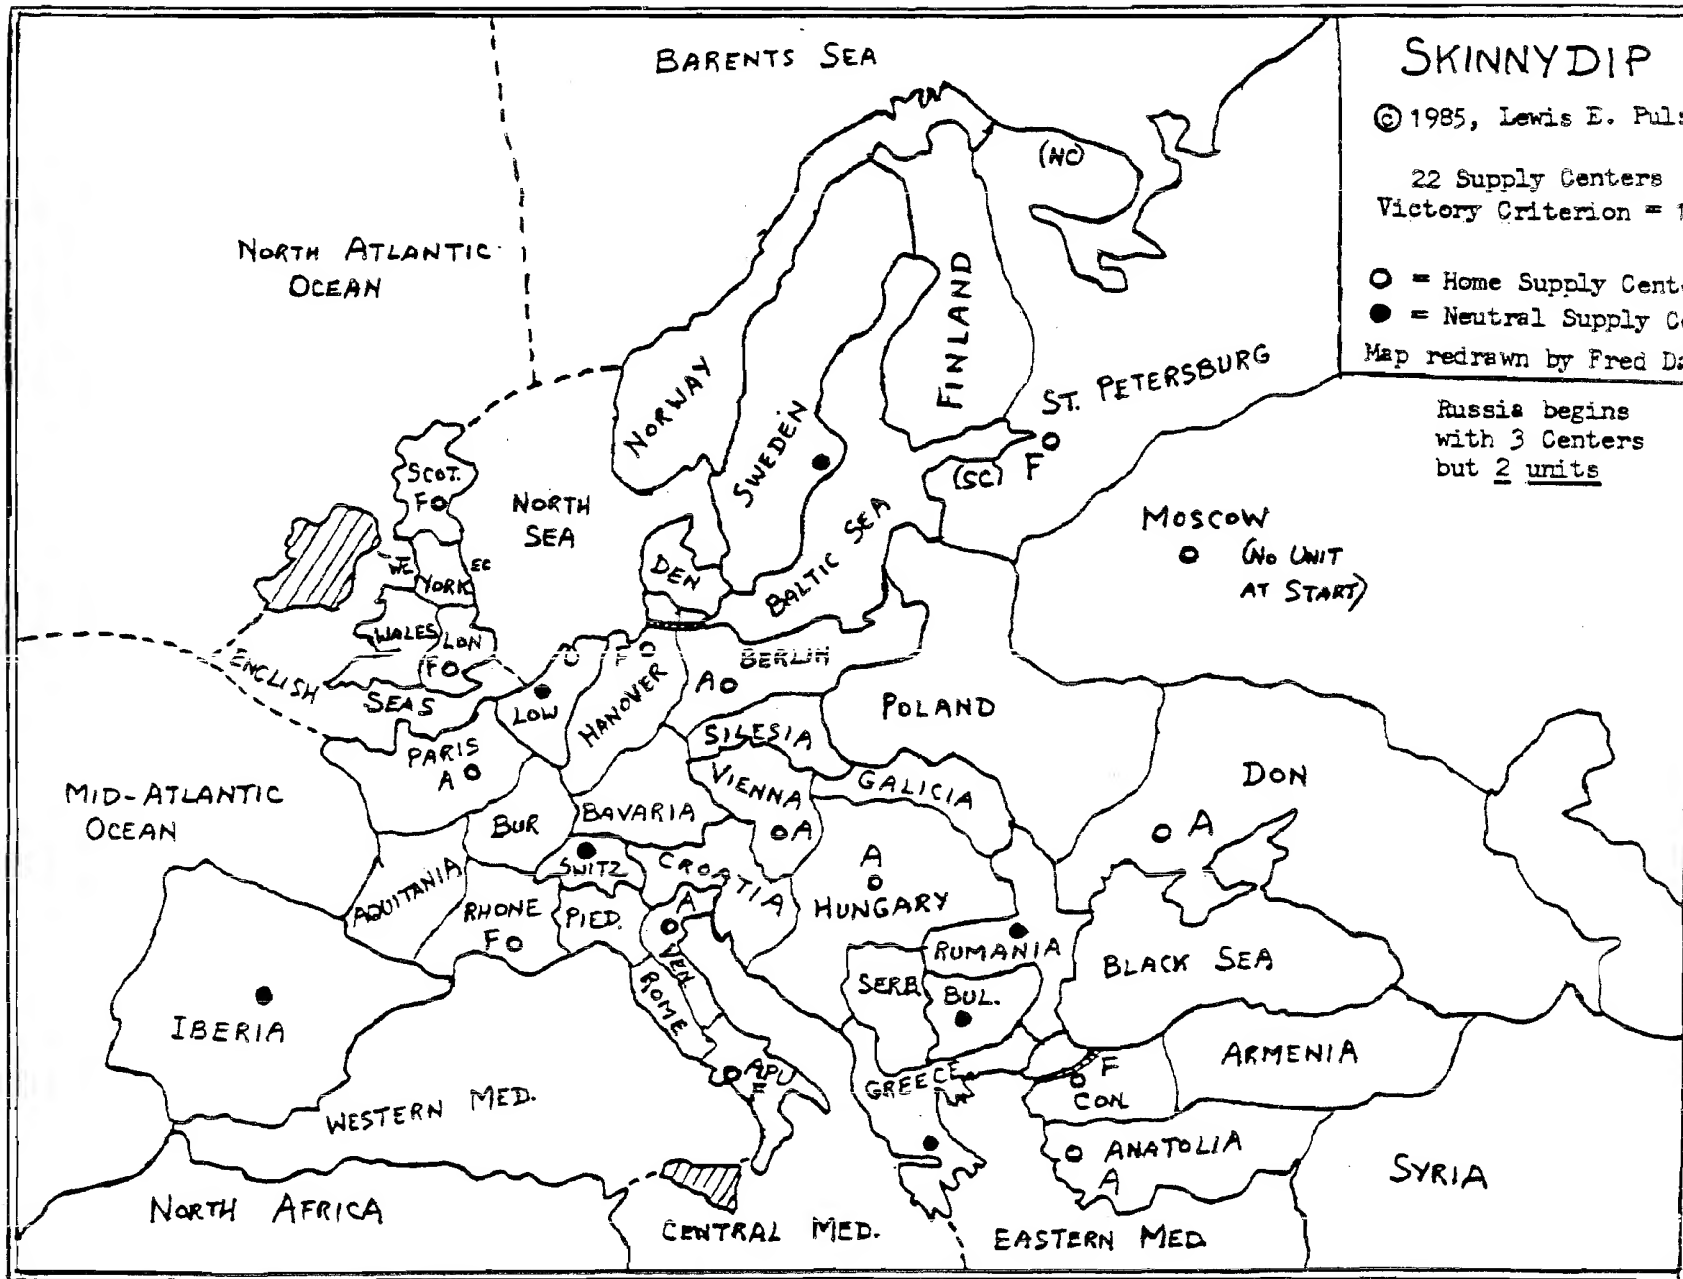 BARENTS SEA
SKINNYDIP
© 1985, Lewis E. Puls
22 Supply Centers
Victory Criterion = 1
O = Home Supply Cent
● = Neutral Supply C
Map redrawn by Fred Da
Russia begins
with 3 Centers
but 2 units
(NC)
NORTH ATLANTIC
OCEAN
FINLAND
NORWAY
SWEDEN
ST. PETERSBURG
F
(SC)
SCOT.
F
NORTH
SEA
MOSCOW
(NO UNIT
AT START)
BALTIC SEA
DEN
WC
YORK
EC
WALES
LON
F
ENGLISH
SEAS
LOW
F
HANOVER
BERLIN
A
POLAND
SILESIA
PARIS
A
VIENNA
A
GALICIA
DON
A
MID-ATLANTIC
OCEAN
BUR
BAVARIA
SWITZ
CROATIA
AQUITANIA
RHONE
F
PIED.
A
VEN
A
HUNGARY
RUMANIA
BLACK SEA
SERB.
BUL.
ROME
IBERIA
APU
F
GREECE
F
CON
ARMENIA
ANATOLIA
A
SYRIA
WESTERN MED.
NORTH AFRICA
CENTRAL MED.
EASTERN MED